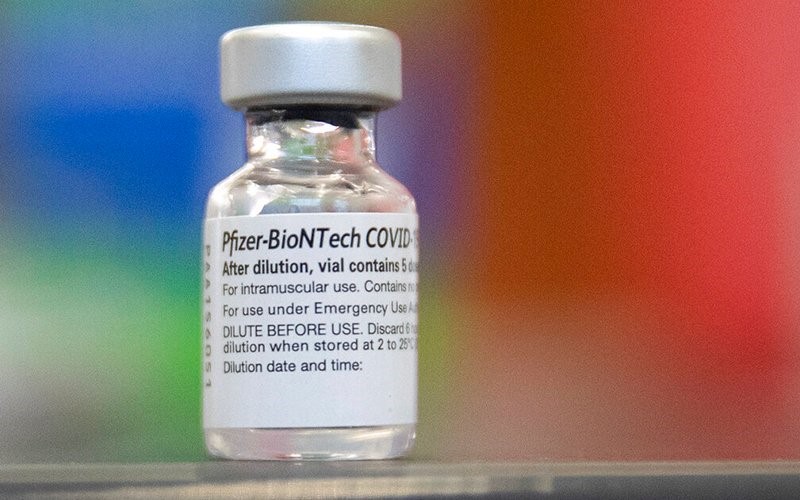 Pfizer-BioNTech COVID-
After dilution, vial contains 5
For intramuscular use. Contains
For use under Emergency Use
DILUTE BEFORE USE. Discard 6
dilution when stored at 2 to 25°
Dilution date and time:
PAA156051